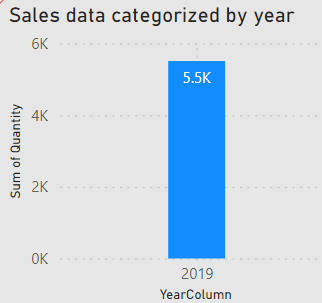 Sales data categorized by year
6K
5.5K
4K
Sum of Quantity
2K
0K
2019
YearColumn